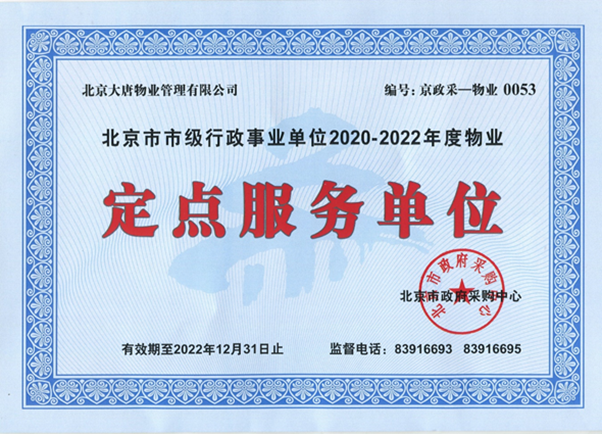 北京大唐物业管理有限公司 编号:京政采—物业 0053
北京市市级行政事业单位2020-2022年度物业
定点服务单位
北京市政府采购中心
北京市政府采购中心
有效期至2022年12月31日止 监督电话:83916693 83916695